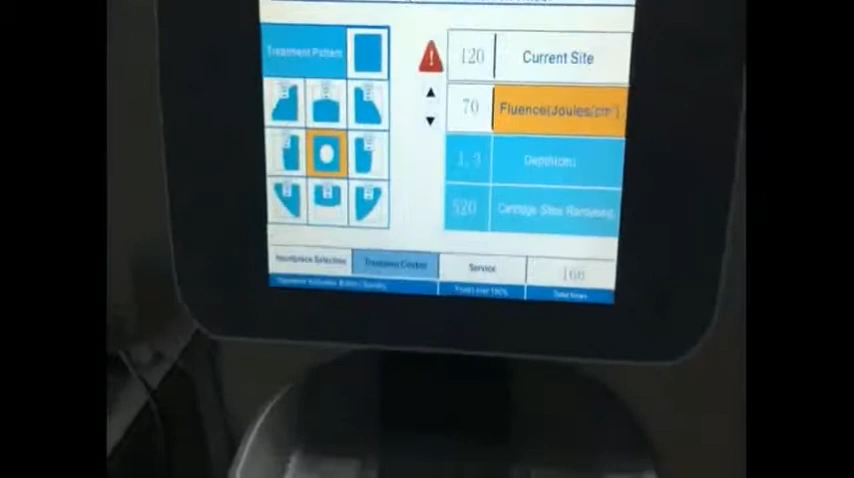 Treatment Pattern
120 Current Site
70 Fluence(Joules/cm²)
1.3 Depth(cm)
520 Cartridge Sites Remaining
Handpiece Selection Treatment Control Service 166